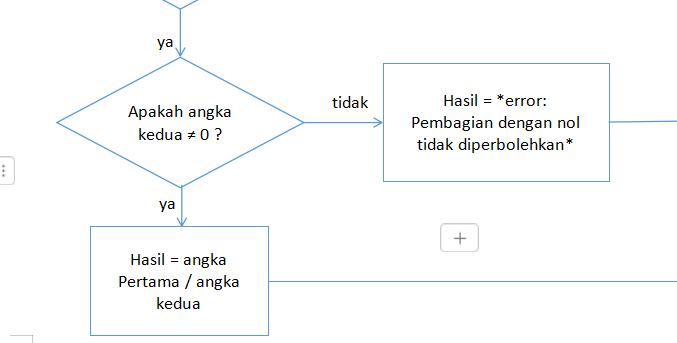 ya
Apakah angka
kedua ≠ 0 ?
tidak
Hasil = *error:
Pembagian dengan nol
tidak diperbolehkan*
ya
Hasil = angka
Pertama / angka
kedua